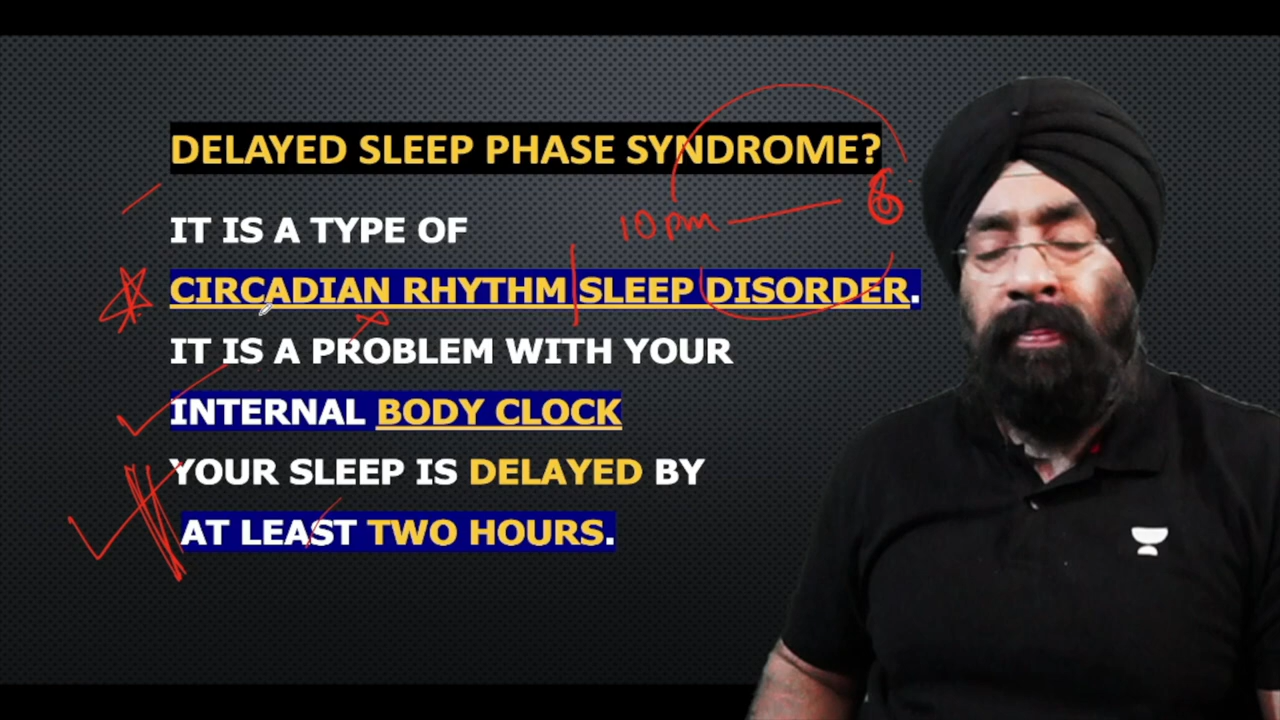 DELAYED SLEEP PHASE SYNDROME?
IT IS A TYPE OF
10 pm 6
CIRCADIAN RHYTHM SLEEP DISORDER.
IT IS A PROBLEM WITH YOUR
INTERNAL BODY CLOCK
YOUR SLEEP IS DELAYED BY
AT LEAST TWO HOURS.